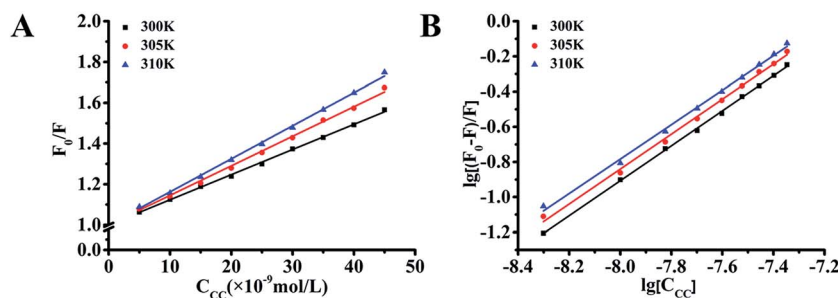 A
300K
305K
310K
F₀/F
2.0
1.8
1.6
1.4
1.2
1.0
0.0
0
10
20
30
40
50
C_CC(×10⁻⁹mol/L)
B
300K
305K
310K
lg[(F₀-F)/F]
0.0
-0.2
-0.4
-0.6
-0.8
-1.0
-1.2
-8.4
-8.2
-8.0
-7.8
-7.6
-7.4
-7.2
lg[C_CC]